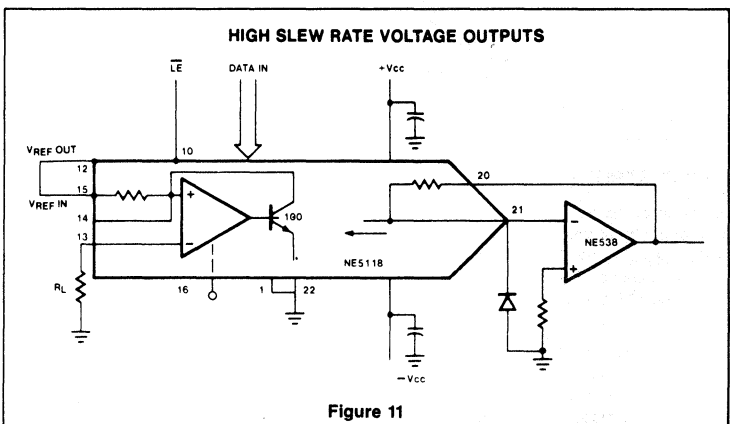 HIGH SLEW RATE VOLTAGE OUTPUTS
LE
DATA IN
+VCC
10
VREF OUT
12
15
VREF IN
14
13
+
−
100
20
21
−
+
NE538
NE5118
RL
16
1
22
−VCC
Figure 11